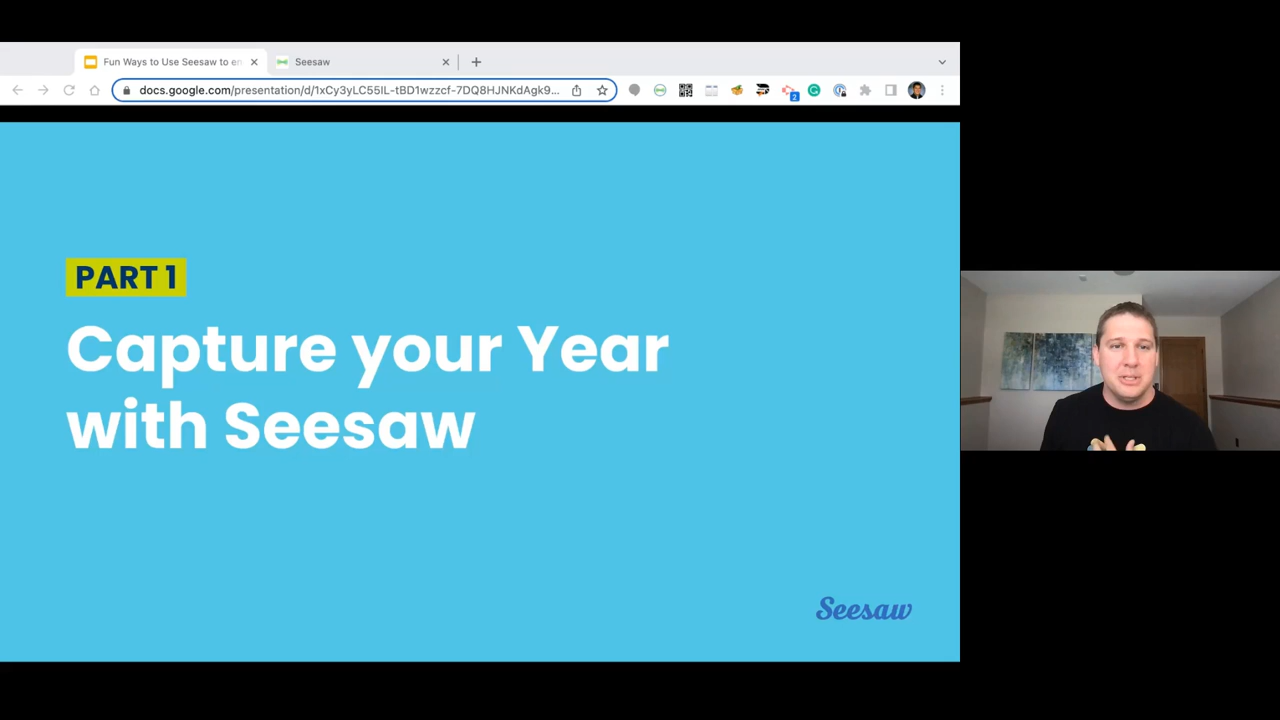 Fun Ways to Use Seesaw to en
Seesaw
docs.google.com/presentation/d/1xCy3yLC55IL-tBD1wzzcf-7DQ8HJNKdAgk9...
2
PART 1
Capture your Year
with Seesaw
Seesaw